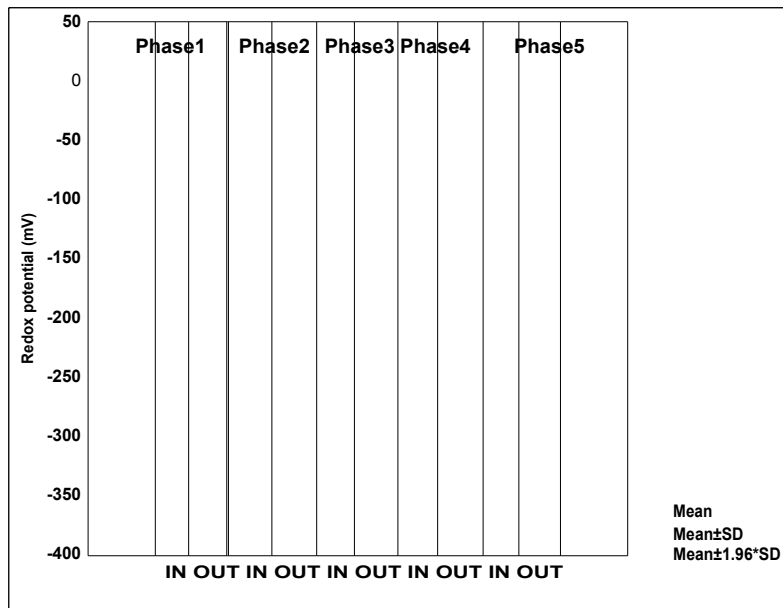 50
Phase1 Phase2 Phase3 Phase4 Phase5
0
-50
-100
-150
-200
-250
-300
-350
-400
Redox potential (mV)
IN OUT IN OUT IN OUT IN OUT IN OUT
Mean
Mean±SD
Mean±1.96*SD